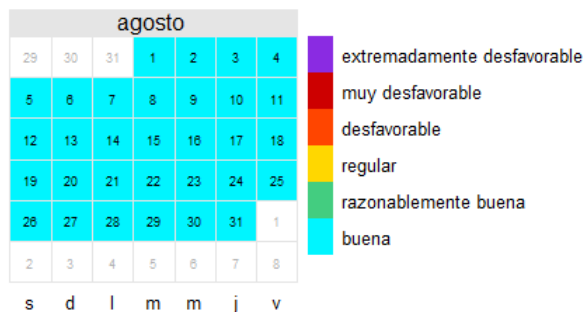 agosto
29 30 31 1 2 3 4
5 6 7 8 9 10 11
12 13 14 15 16 17 18
19 20 21 22 23 24 25
26 27 28 29 30 31 1
2 3 4 5 6 7 8
s d l m m j v
extremadamente desfavorable
muy desfavorable
desfavorable
regular
razonablemente buena
buena